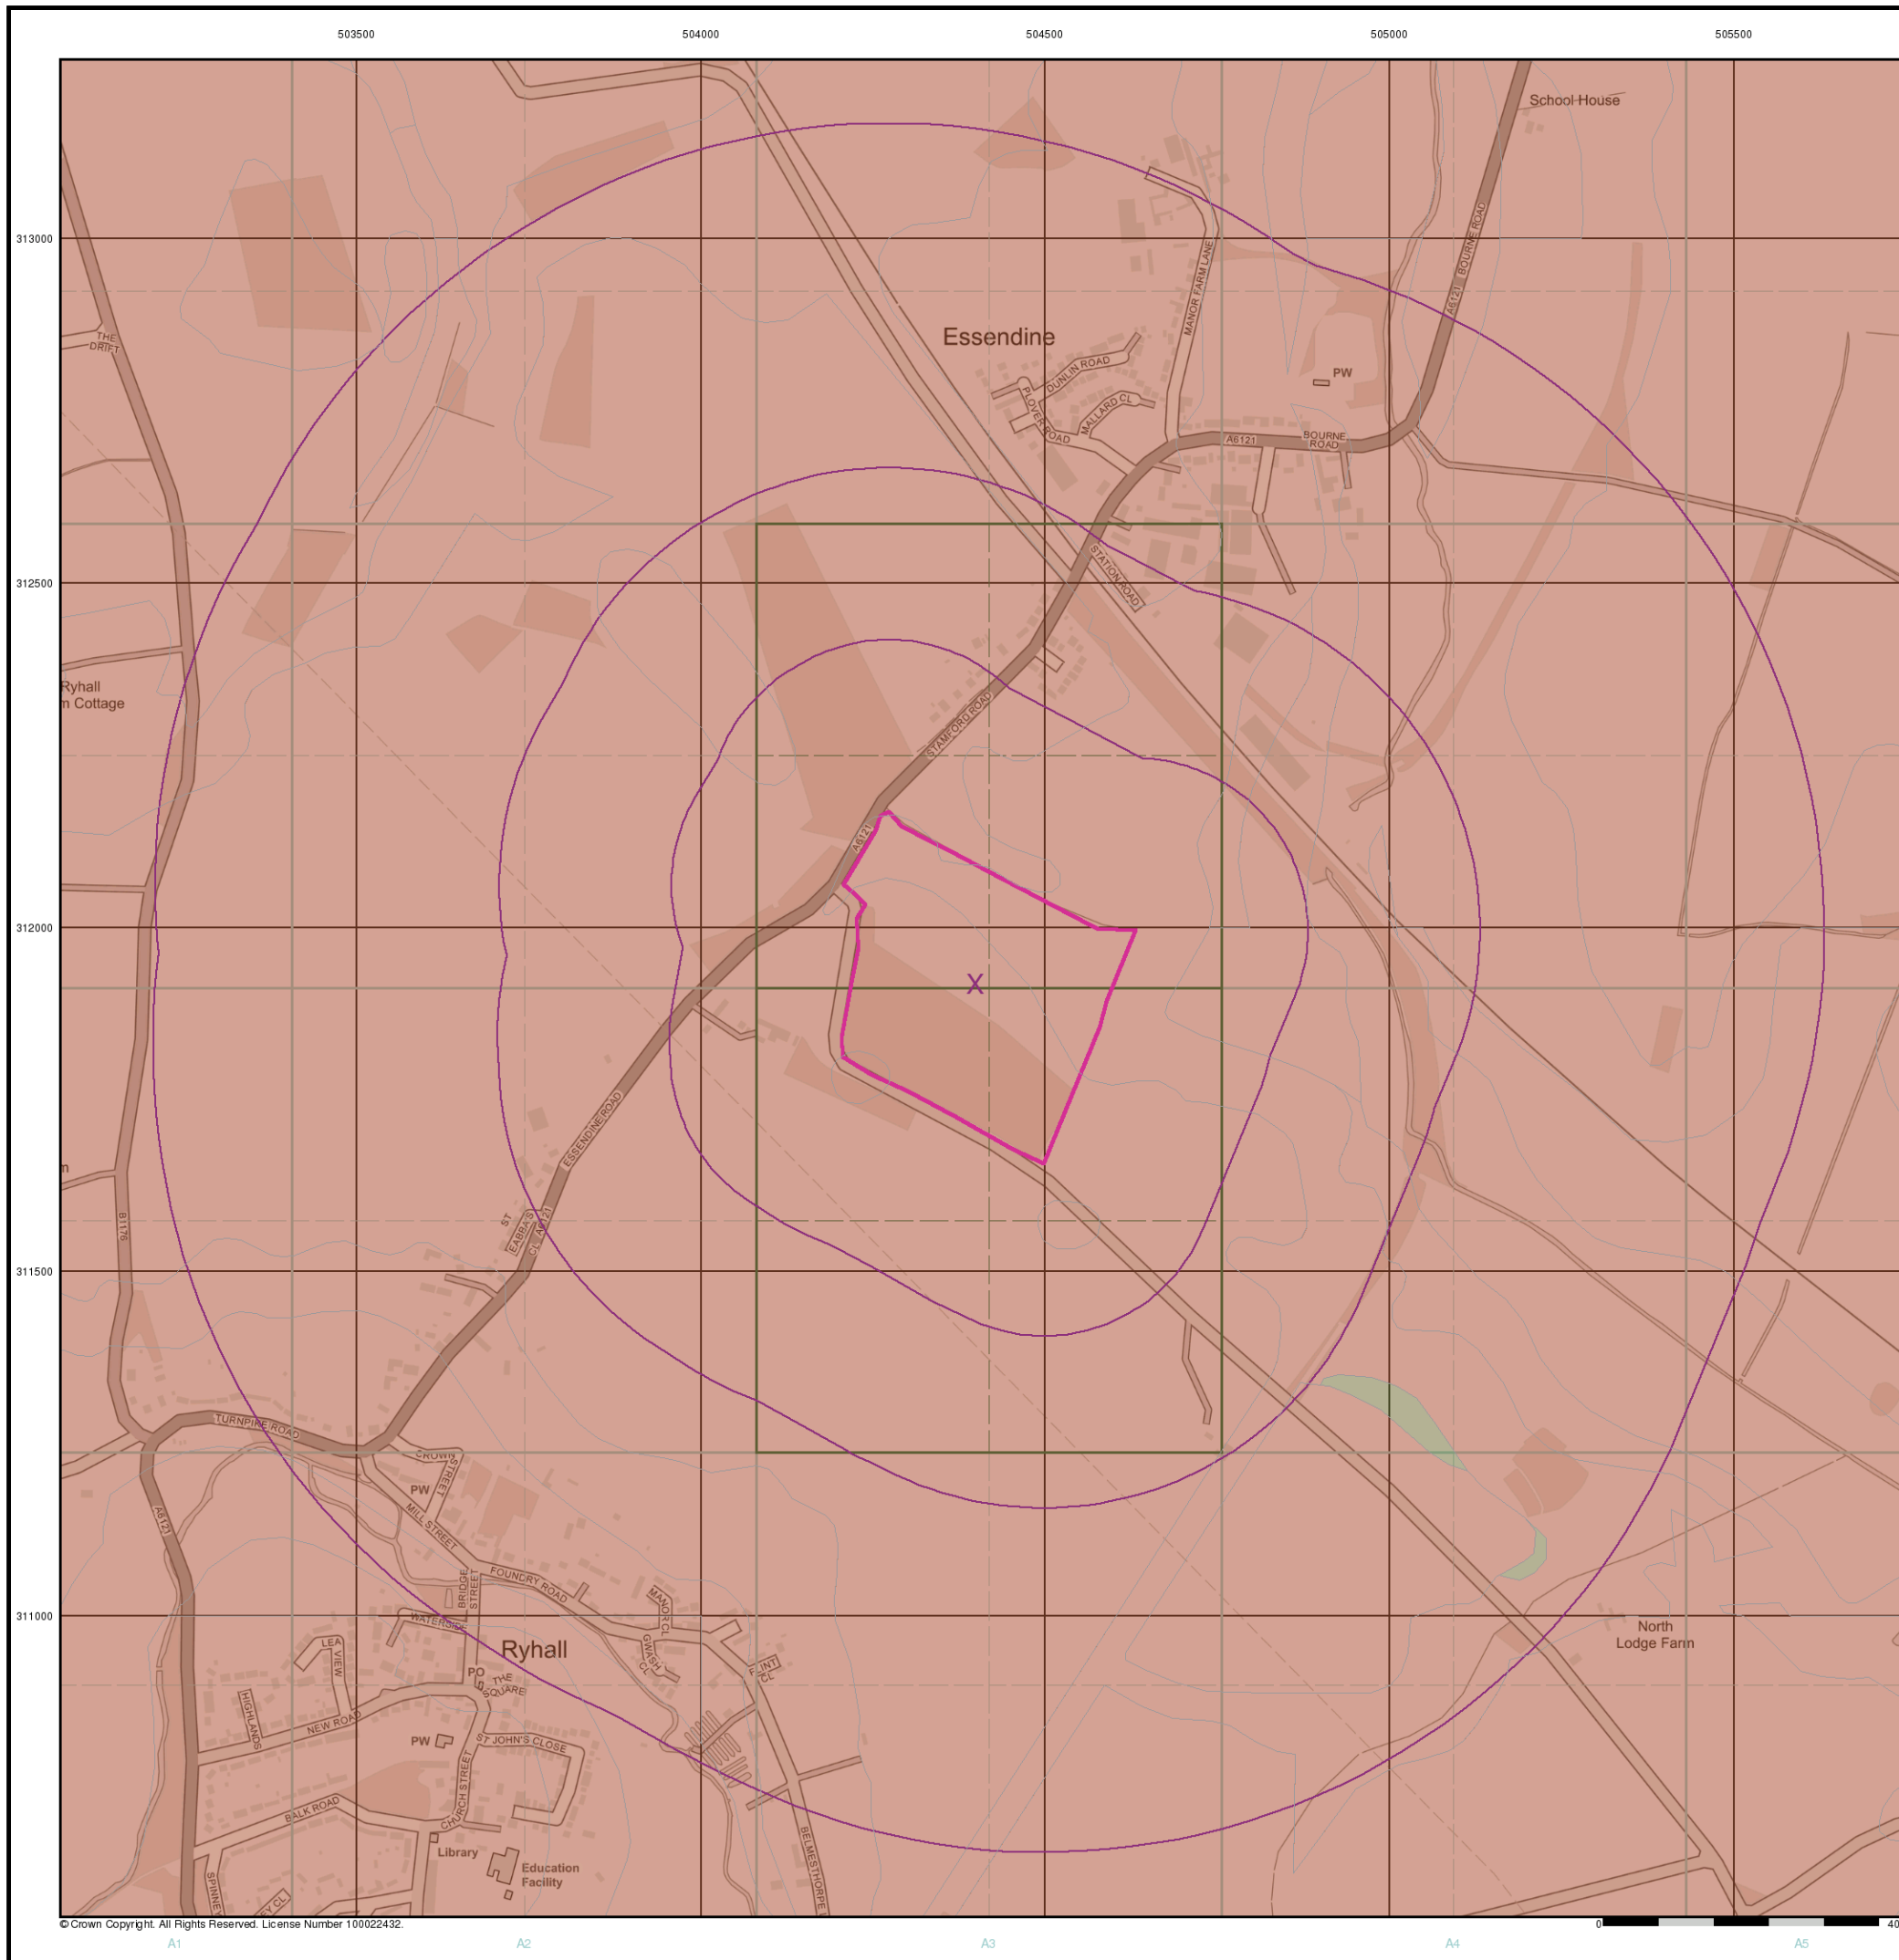 503500 504000 504500 505000 505500
School House
313000
BOURNE ROAD
A6121
MANOR FARM LANE
THE
DRIFT
Essendine
DUNLIN ROAD
PW
PLOVER ROAD
MALLARD CL
A6121
BOURNE
ROAD
312500
STATION ROAD
Ryhall
m Cottage
STAMFORD ROAD
A6121
312000
X
ESSENDINE ROAD
B1176
ST
EABBA'S
CL
A6121
311500
TURNPIKE ROAD
CROWN
STREET
PW
MILL STREET
A6121
FOUNDRY ROAD
BRIDGE
STREET
MANOR CL
311000
WATERSIDE
North
Lodge Farm
LEA
VIEW
Ryhall
GWASH
CL
FLINT
CL
PO
THE
SQUARE
HIGHLANDS
NEW ROAD
PW
ST JOHN'S CLOSE
CHURCH STREET
BALK ROAD
BELMESTHORPE
Library
Education
Facility
SPINNEY
EY CL
© Crown Copyright. All Rights Reserved. License Number 100022432.
0 40
A1 A2 A3 A4 A5